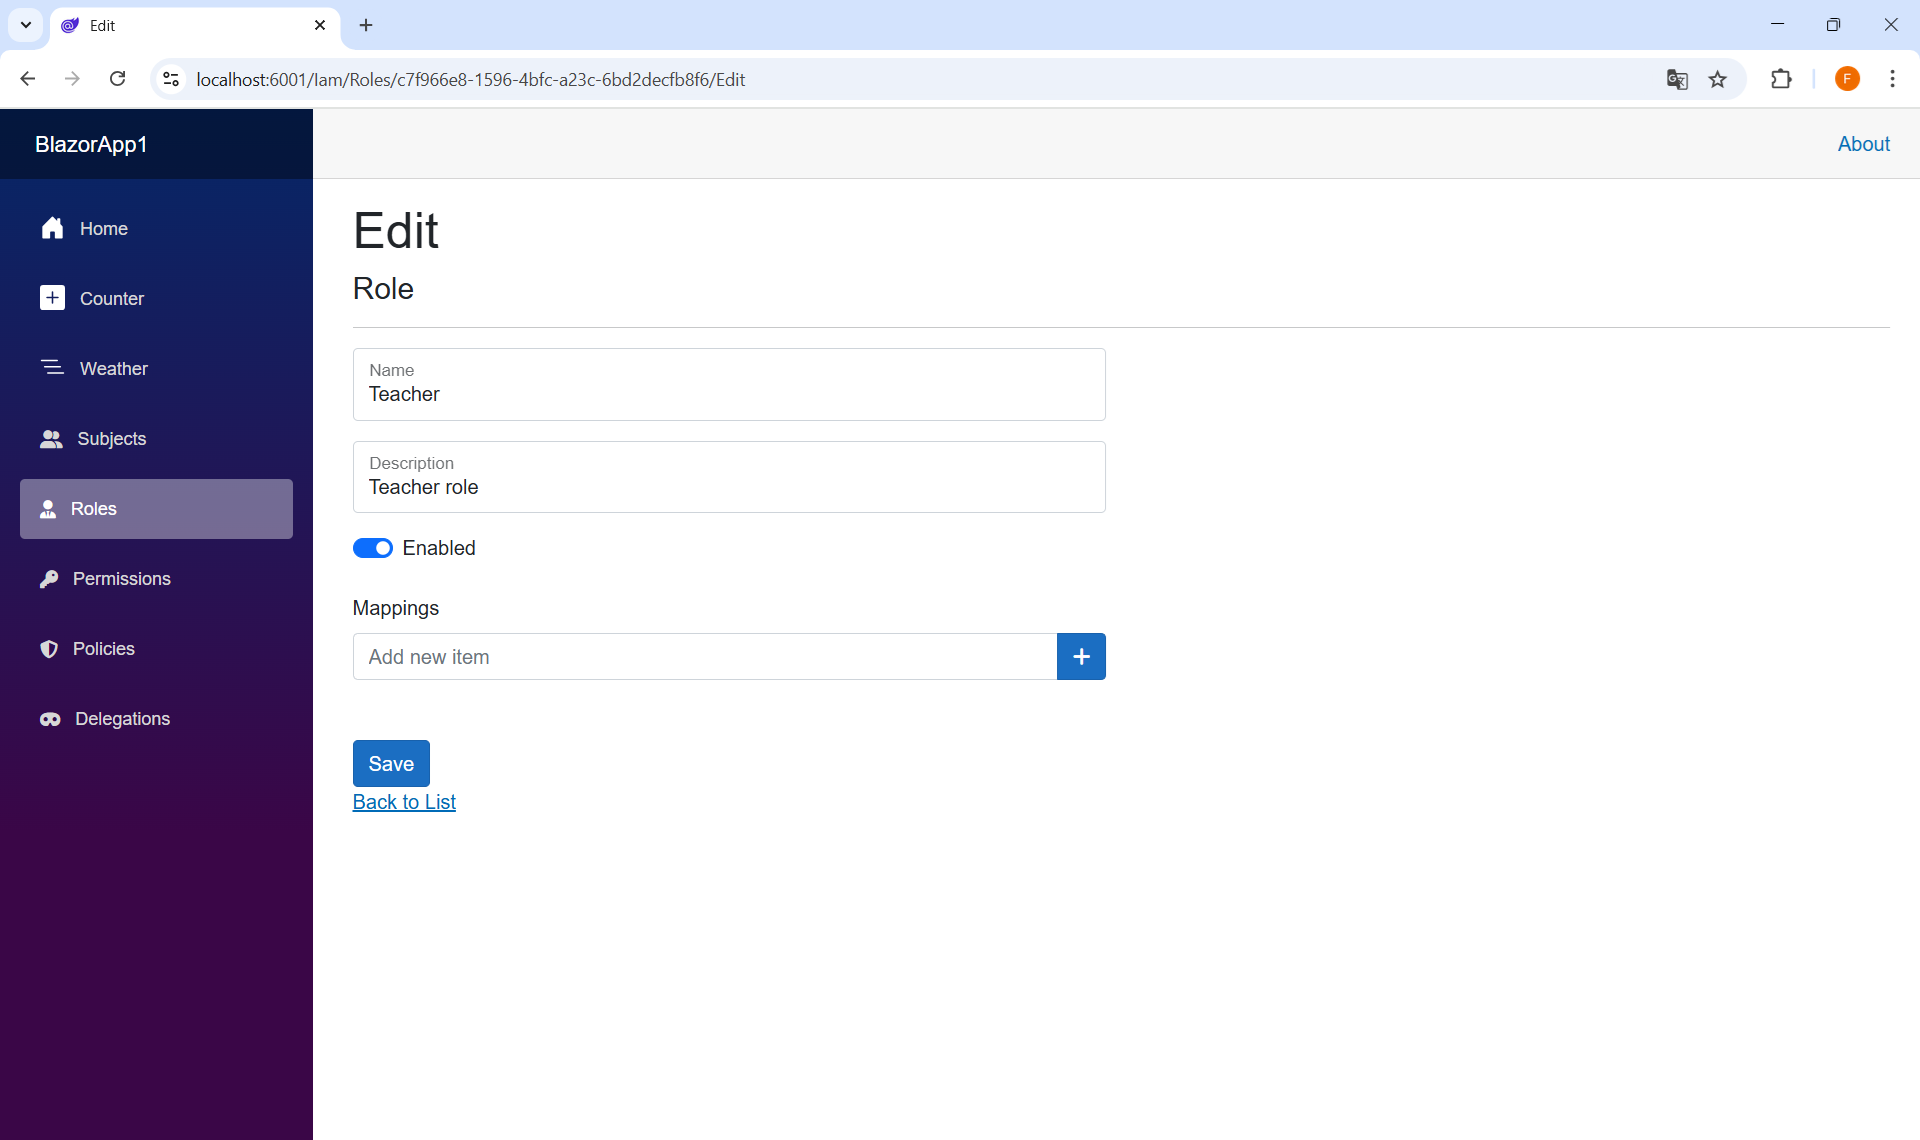 Edit
localhost:6001/Iam/Roles/c7f966e8-1596-4bfc-a23c-6bd2decfb8f6/Edit
F
BlazorApp1
About
Home
Counter
Weather
Subjects
Roles
Permissions
Policies
Delegations
Edit
Role
Name
Teacher
Description
Teacher role
Enabled
Mappings
Add new item
Save
Back to List